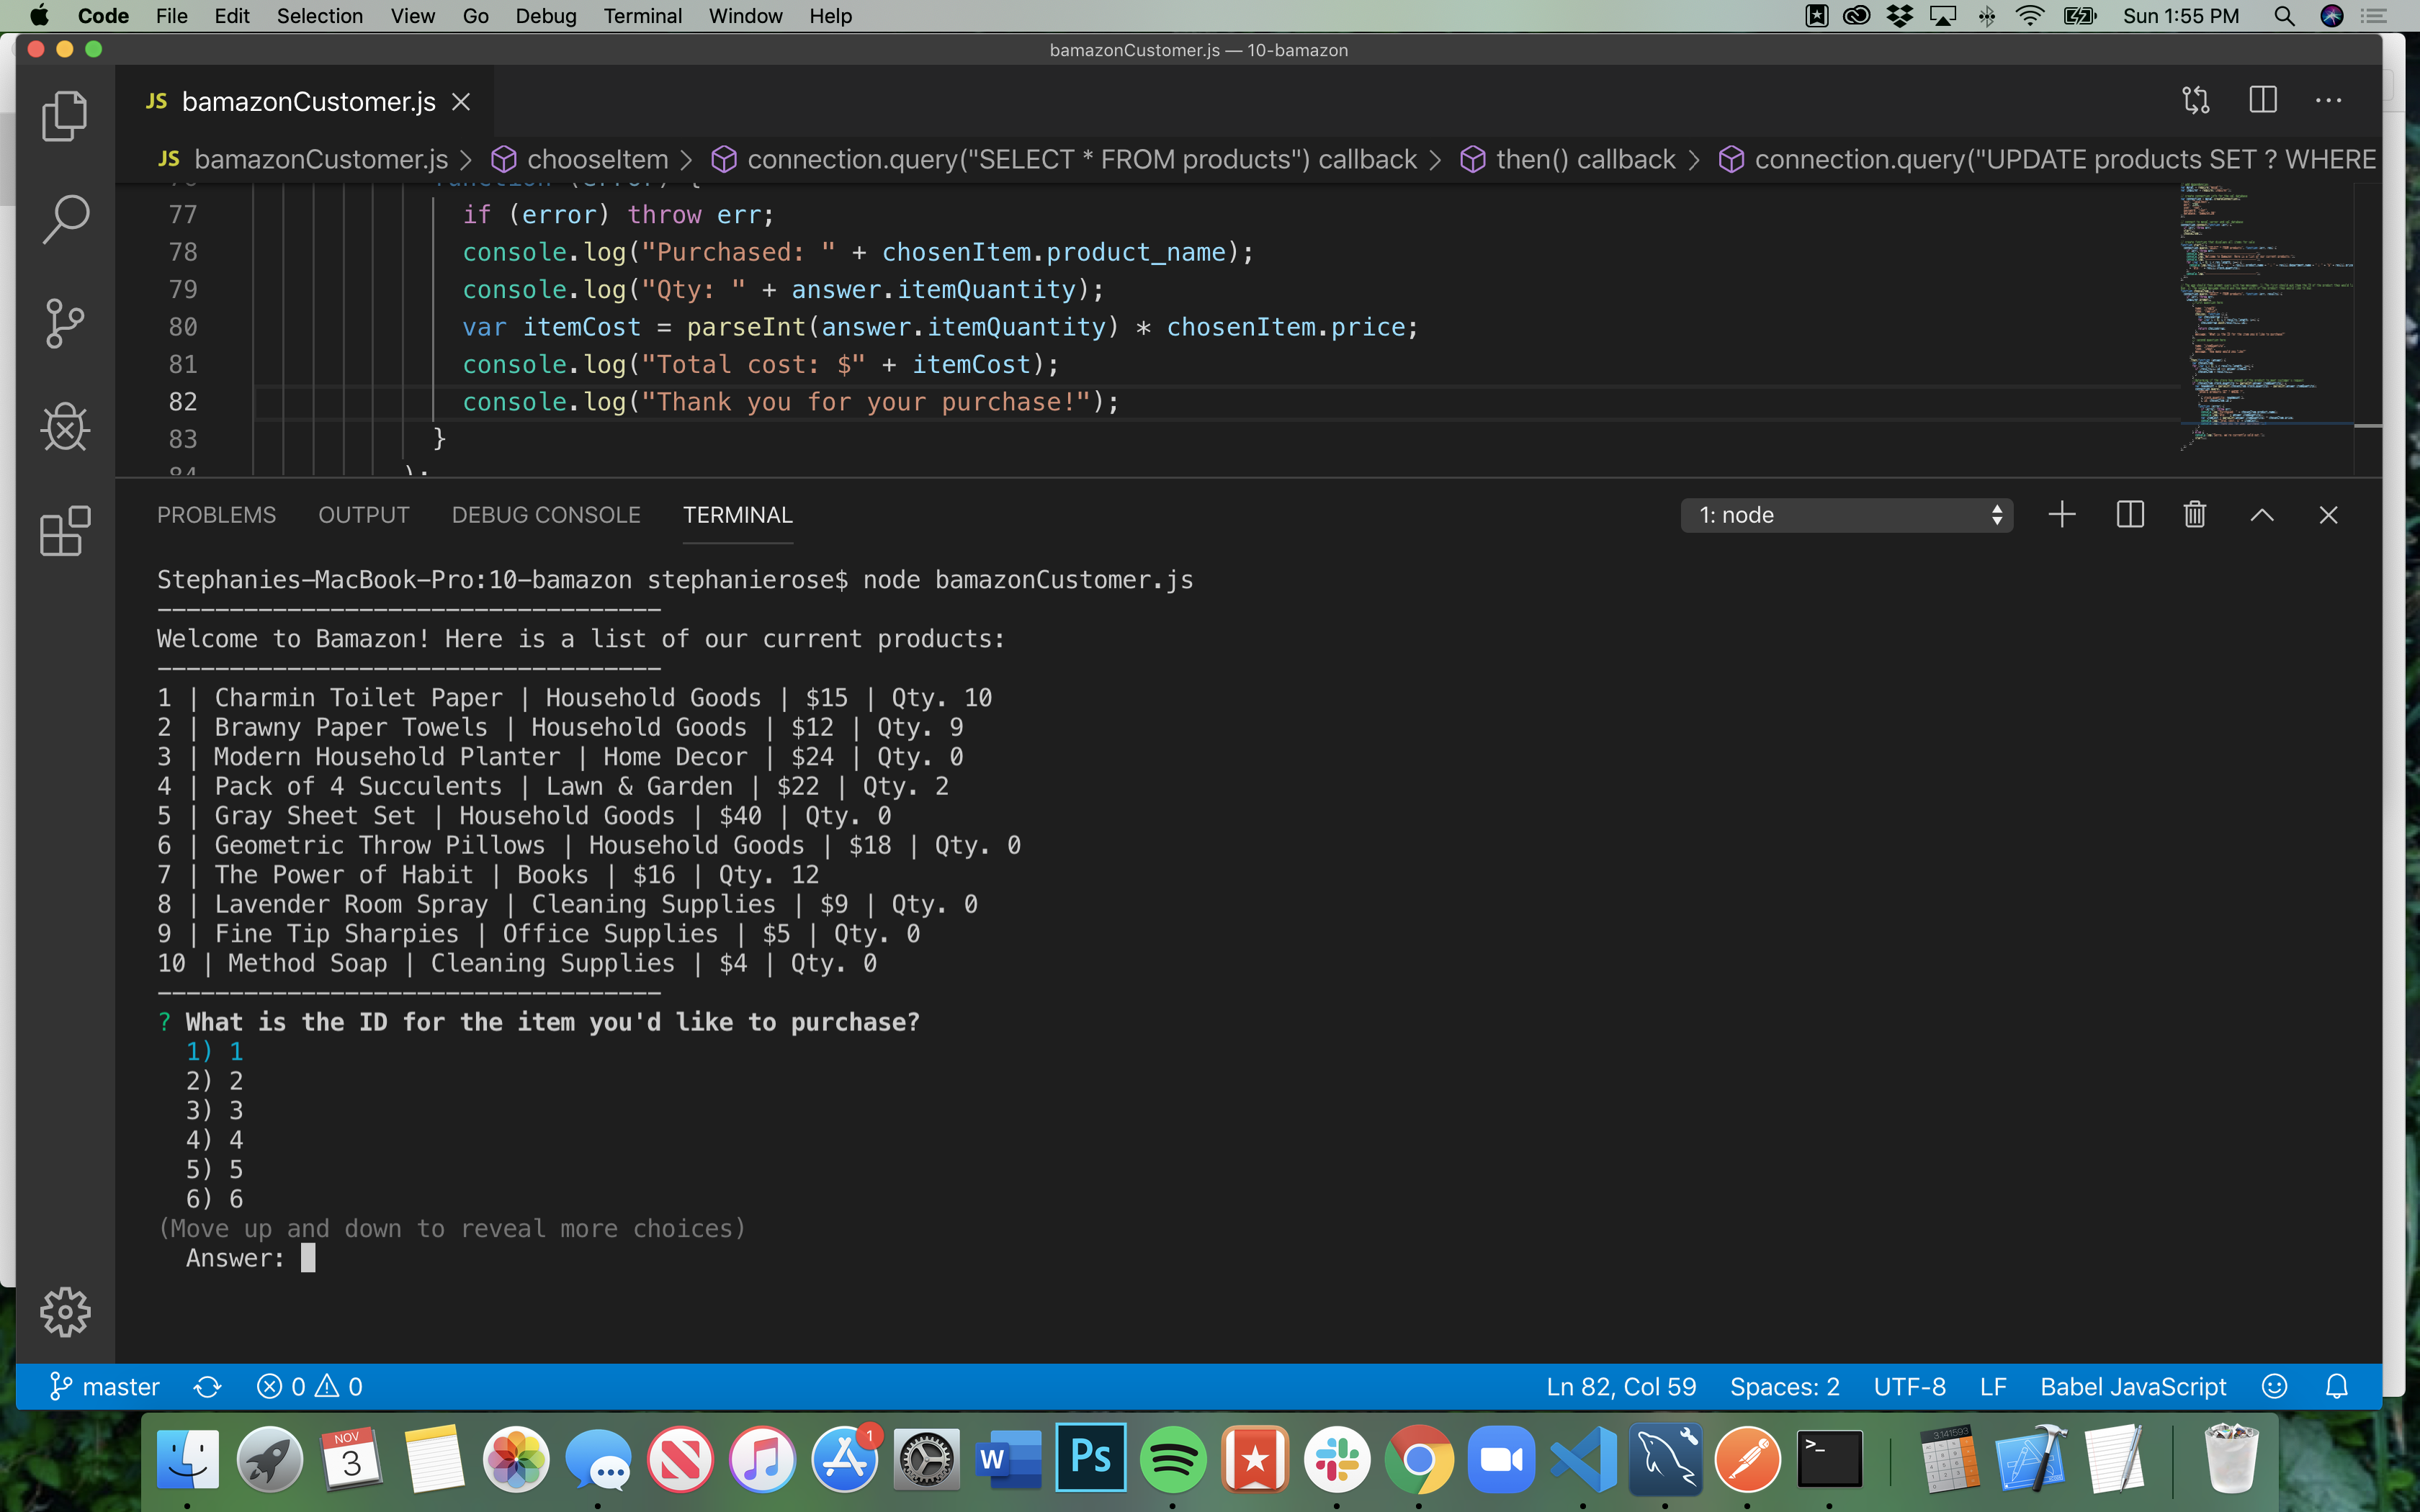 Code File Edit Selection View Go Debug Terminal Window Help Sun 1:55 PM
bamazonCustomer.js — 10-bamazon
JS bamazonCustomer.js
JS bamazonCustomer.js > chooseItem > connection.query("SELECT * FROM products") callback > then() callback > connection.query("UPDATE products SET ? WHERE
function (error) {
77 if (error) throw err;
78 console.log("Purchased: " + chosenItem.product_name);
79 console.log("Qty: " + answer.itemQuantity);
80 var itemCost = parseInt(answer.itemQuantity) * chosenItem.price;
81 console.log("Total cost: $" + itemCost);
82 console.log("Thank you for your purchase!");
83 }
84 );
PROBLEMS OUTPUT DEBUG CONSOLE TERMINAL 1: node
Stephanies-MacBook-Pro:10-bamazon stephanierose$ node bamazonCustomer.js
-----------------------------------
Welcome to Bamazon! Here is a list of our current products:
-----------------------------------
1 | Charmin Toilet Paper | Household Goods | $15 | Qty. 10
2 | Brawny Paper Towels | Household Goods | $12 | Qty. 9
3 | Modern Household Planter | Home Decor | $24 | Qty. 0
4 | Pack of 4 Succulents | Lawn & Garden | $22 | Qty. 2
5 | Gray Sheet Set | Household Goods | $40 | Qty. 0
6 | Geometric Throw Pillows | Household Goods | $18 | Qty. 0
7 | The Power of Habit | Books | $16 | Qty. 12
8 | Lavender Room Spray | Cleaning Supplies | $9 | Qty. 0
9 | Fine Tip Sharpies | Office Supplies | $5 | Qty. 0
10 | Method Soap | Cleaning Supplies | $4 | Qty. 0
-----------------------------------
? What is the ID for the item you'd like to purchase?
1) 1
2) 2
3) 3
4) 4
5) 5
6) 6
(Move up and down to reveal more choices)
Answer:
master 0 0 Ln 82, Col 59 Spaces: 2 UTF-8 LF Babel JavaScript
NOV
3
1
W
Ps
>_
3.141593